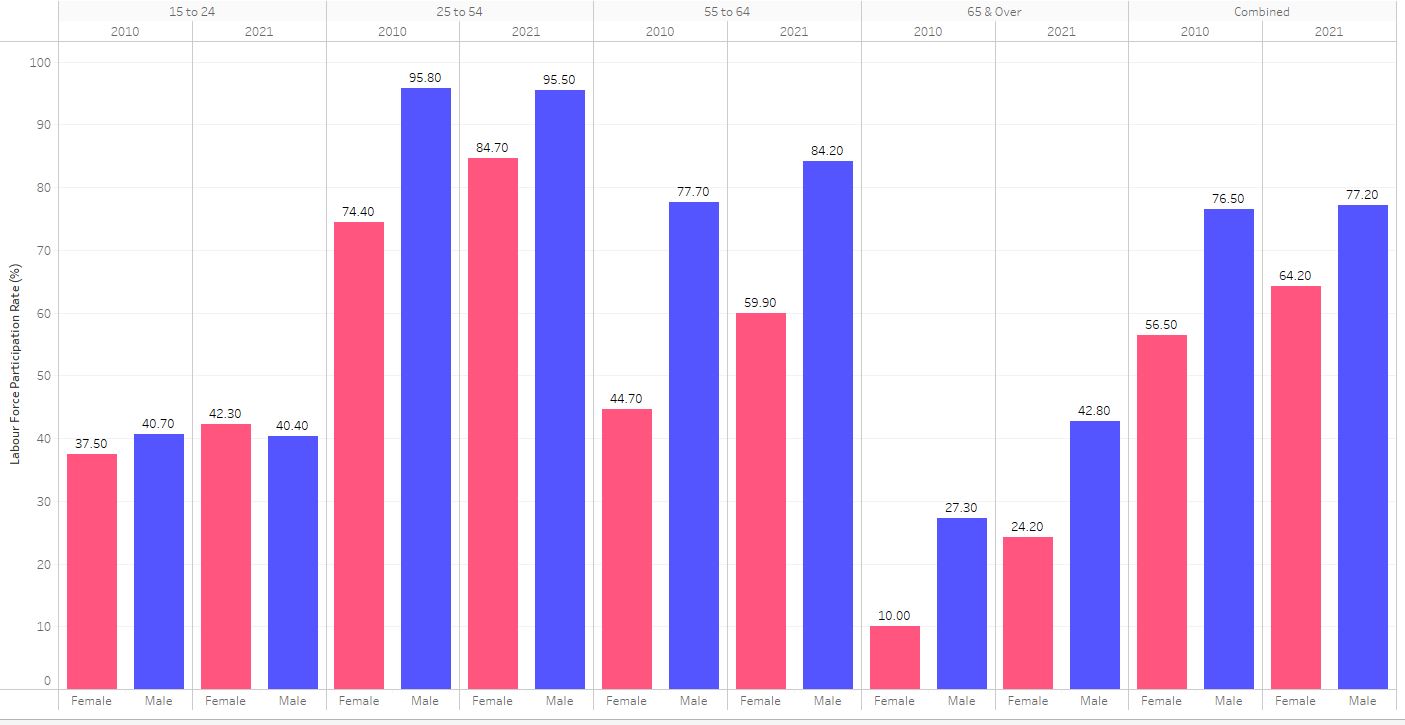 15 to 24 25 to 54 55 to 64 65 & Over Combined
2010 2021 2010 2021 2010 2021 2010 2021 2010 2021
Labour Force Participation Rate (%)
100
90
80
70
60
50
40
30
20
10
0
37.50 40.70 42.30 40.40 74.40 95.80 84.70 95.50 44.70 77.70 59.90 84.20 10.00 27.30 24.20 42.80 56.50 76.50 64.20 77.20
Female Male Female Male Female Male Female Male Female Male Female Male Female Male Female Male Female Male Female Male